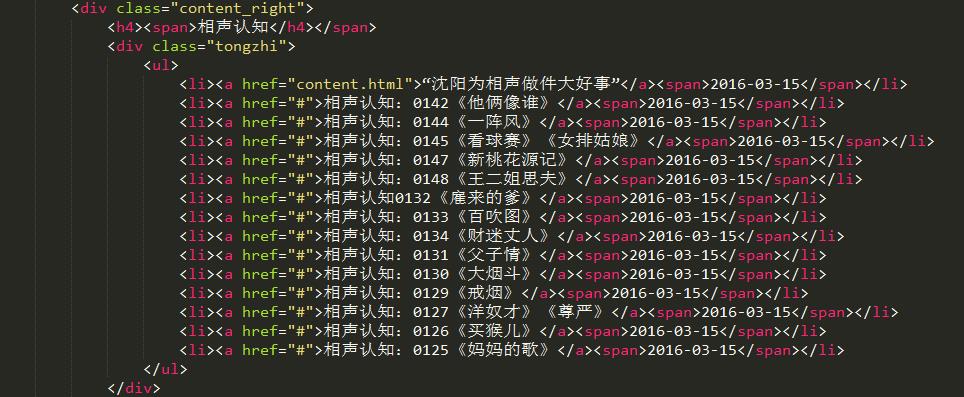 <div class="content_right">
<h4><span>相声认知</h4></span>
<div class="tongzhi">
<ul>
<li><a href="content.html">“沈阳为相声做件大好事”</a><span>2016-03-15</span></li>
<li><a href="#">相声认知：0142《他俩像谁》</a><span>2016-03-15</span></li>
<li><a href="#">相声认知：0144《一阵风》</a><span>2016-03-15</span></li>
<li><a href="#">相声认知：0145《看球赛》《女排姑娘》</a><span>2016-03-15</span></li>
<li><a href="#">相声认知：0147《新桃花源记》</a><span>2016-03-15</span></li>
<li><a href="#">相声认知：0148《王二姐思夫》</a><span>2016-03-15</span></li>
<li><a href="#">相声认知0132《雇来的爹》</a><span>2016-03-15</span></li>
<li><a href="#">相声认知：0133《百吹图》</a><span>2016-03-15</span></li>
<li><a href="#">相声认知：0134《财迷丈人》</a><span>2016-03-15</span></li>
<li><a href="#">相声认知：0131《父子情》</a><span>2016-03-15</span></li>
<li><a href="#">相声认知：0130《大烟斗》</a><span>2016-03-15</span></li>
<li><a href="#">相声认知：0129《戒烟》</a><span>2016-03-15</span></li>
<li><a href="#">相声认知：0127《洋奴才》《尊严》</a><span>2016-03-15</span></li>
<li><a href="#">相声认知：0126《买猴儿》</a><span>2016-03-15</span></li>
<li><a href="#">相声认知：0125《妈妈的歌》</a><span>2016-03-15</span></li>
</ul>
</div>